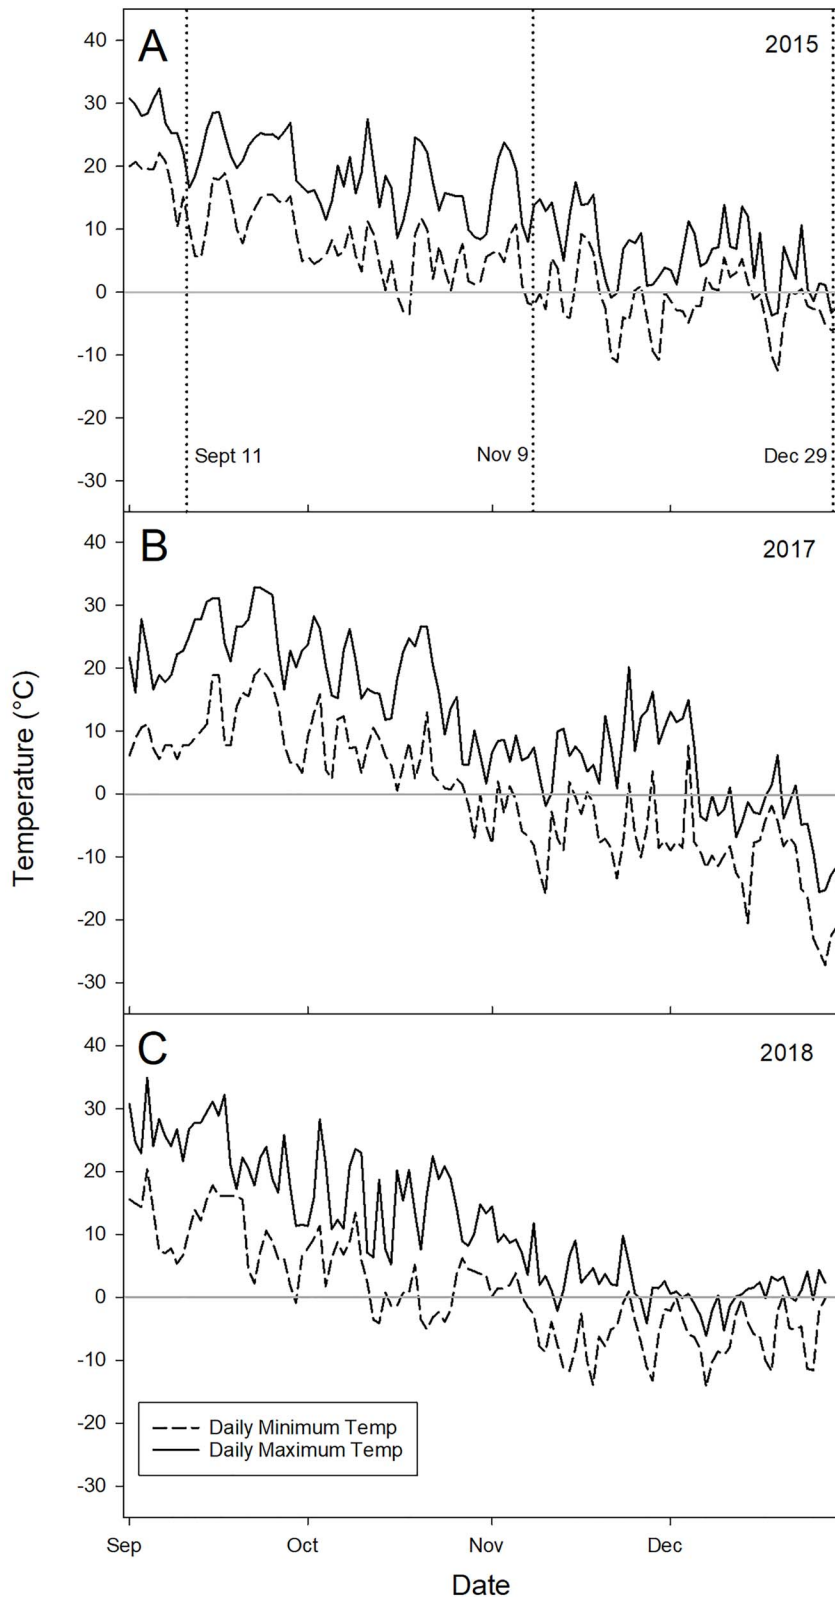 A
2015
40
30
20
10
0
-10
-20
-30
Sept 11
Nov 9
Dec 29
B
2017
40
30
20
10
0
-10
-20
-30
Temperature (°C)
C
2018
40
30
20
10
0
-10
-20
-30
Daily Minimum Temp
Daily Maximum Temp
Sep Oct Nov Dec
Date